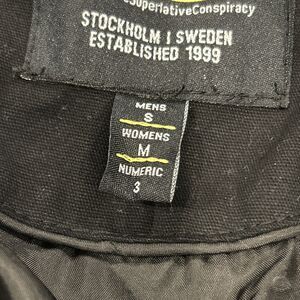 SuperlativeConspiracy
STOCKHOLM I SWEDEN
ESTABLISHED 1999
MENS
S
WOMENS
M
NUMERIC
3